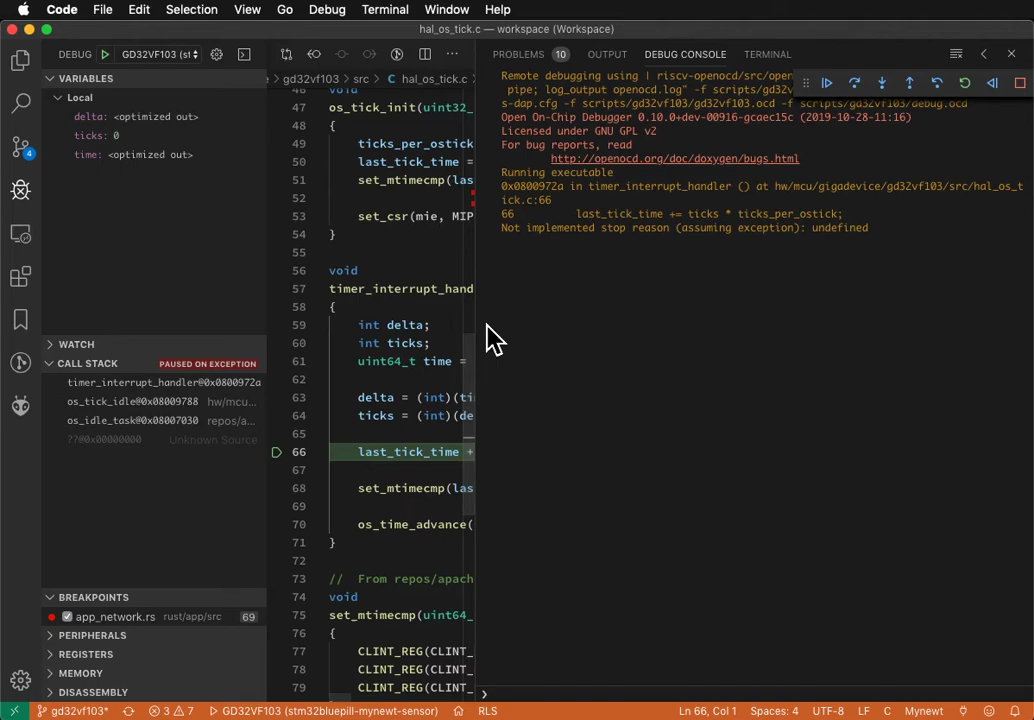 Code File Edit Selection View Go Debug Terminal Window Help
hal_os_tick.c — workspace (Workspace)
DEBUG GD32VF103 (st
PROBLEMS 10 OUTPUT DEBUG CONSOLE TERMINAL
VARIABLES
Local
delta: <optimized out>
ticks: 0
time: <optimized out>
WATCH
CALL STACK PAUSED ON EXCEPTION
timer_interrupt_handler@0x0800972a
os_tick_idle@0x08009788 hw/mcu...
os_idle_task@0x08007030 repos/a...
??@0x00000000 Unknown Source
BREAKPOINTS
app_network.rs rust/app/src 69
PERIPHERALS
REGISTERS
MEMORY
DISASSEMBLY
4
gd32vf103 › src › hal_os_tick.c
46 void
47 os_tick_init(uint32_
48 {
49 ticks_per_ostick
50 last_tick_time =
51 set_mtimecmp(las
52
53 set_csr(mie, MIP
54 }
55
56 void
57 timer_interrupt_hand
58 {
59 int delta;
60 int ticks;
61 uint64_t time =
62
63 delta = (int)(ti
64 ticks = (int)(de
65
66 last_tick_time +
67
68 set_mtimecmp(las
69
70 os_time_advance(
71 }
72
73 // From repos/apach
74 void
75 set_mtimecmp(uint64_
76 {
77 CLINT_REG(CLINT_
78 CLINT_REG(CLINT_
79 CLINT_REG(CLINT_
Remote debugging using | riscv-openocd/src/open
pipe; log_output openocd.log" -f scripts/gd32vf
s-dap.cfg -f scripts/gd32vf103/gd32vf103.ocd -f scripts/gd32vf103/debug.ocd
Open On-Chip Debugger 0.10.0+dev-00916-gcaec15c (2019-10-28-11:16)
Licensed under GNU GPL v2
For bug reports, read
http://openocd.org/doc/doxygen/bugs.html
Running executable
0x0800972a in timer_interrupt_handler () at hw/mcu/gigadevice/gd32vf103/src/hal_os_t
ick.c:66
66 last_tick_time += ticks * ticks_per_ostick;
Not implemented stop reason (assuming exception): undefined
gd32vf103* 3 7 GD32VF103 (stm32bluepill-mynewt-sensor) RLS Ln 66, Col 1 Spaces: 4 UTF-8 LF C Mynewt